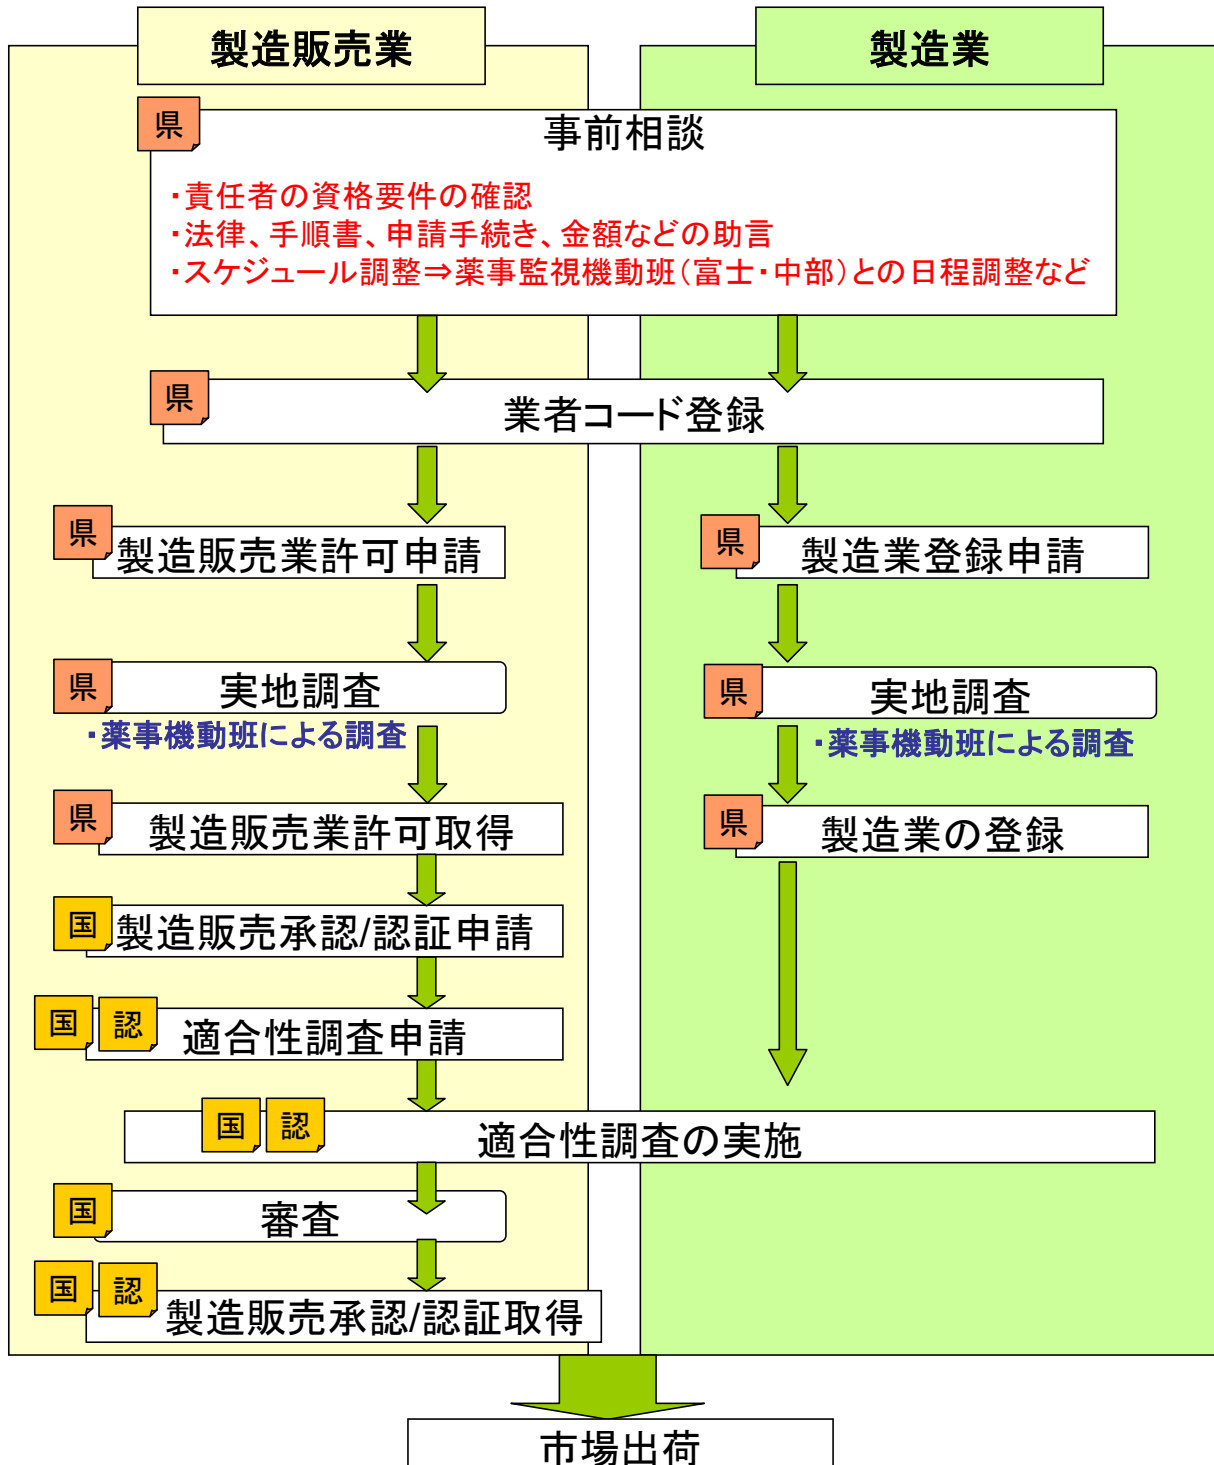 製造販売業
製造業
県
事前相談
・責任者の資格要件の確認
・法律、手順書、申請手続き、金額などの助言
・スケジュール調整⇒薬事監視機動班(富士・中部)との日程調整など
県
業者コード登録
県
製造販売業許可申請
県
製造業登録申請
県
実地調査
・薬事機動班による調査
県
実地調査
・薬事機動班による調査
県
製造販売業許可取得
県
製造業の登録
国
製造販売承認/認証申請
国 認
適合性調査申請
国 認
適合性調査の実施
国
審査
国 認
製造販売承認/認証取得
市場出荷